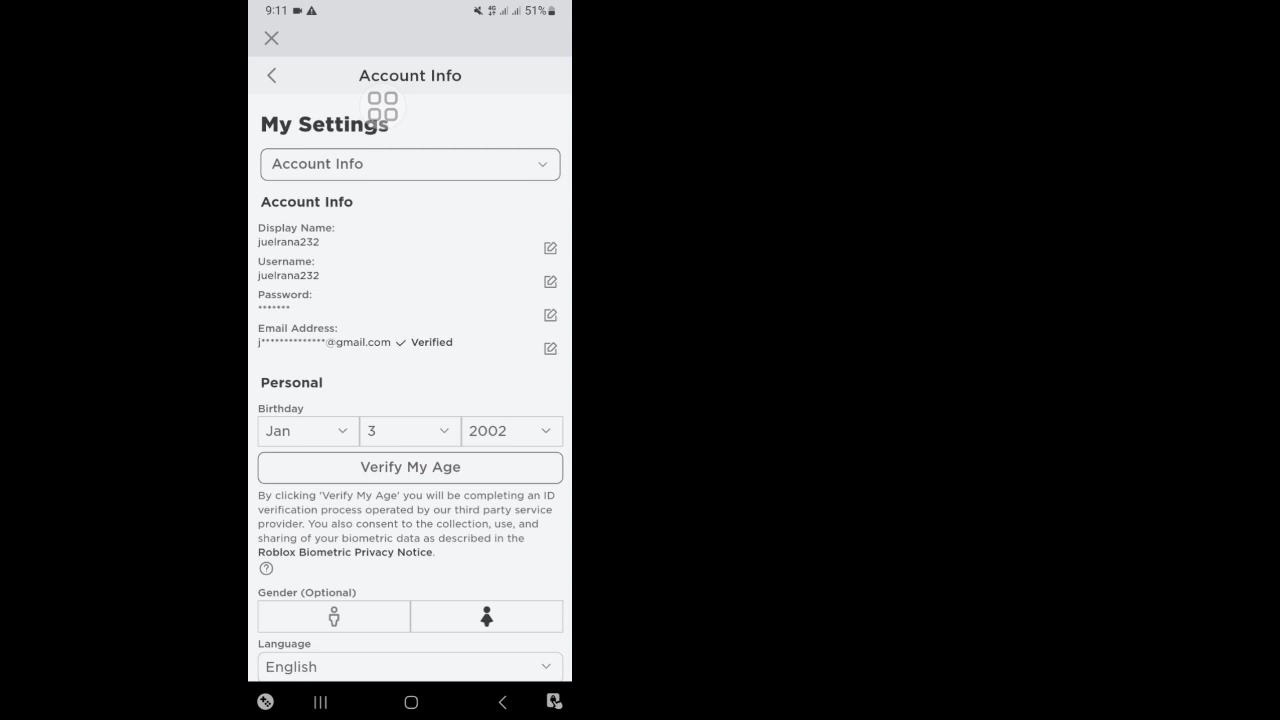 9:11 4G 51%
Account Info
My Settings
Account Info
Account Info
Display Name:
juelrana232
Username:
juelrana232
Password:
*******
Email Address:
j**************@gmail.com Verified
Personal
Birthday
Jan 3 2002
Verify My Age
By clicking 'Verify My Age' you will be completing an ID
verification process operated by our third party service
provider. You also consent to the collection, use, and
sharing of your biometric data as described in the
Roblox Biometric Privacy Notice.
Gender (Optional)
Language
English